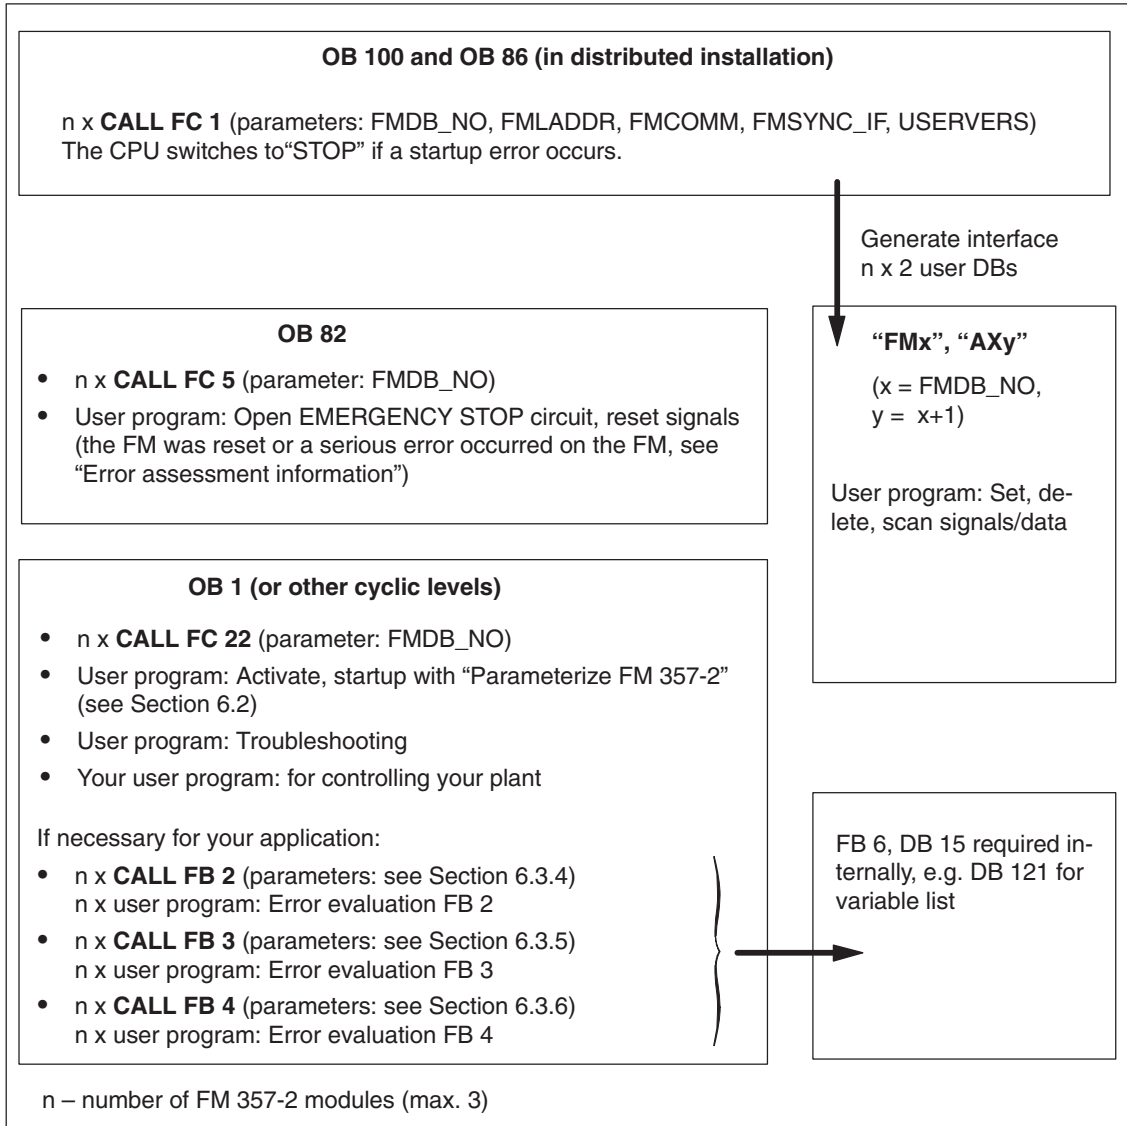 OB 100 and OB 86 (in distributed installation)
n x CALL FC 1 (parameters: FMDB_NO, FMLADDR, FMCOMM, FMSYNC_IF, USERVERS)
The CPU switches to“STOP” if a startup error occurs.
Generate interface
n x 2 user DBs
OB 82
• n x CALL FC 5 (parameter: FMDB_NO)
• User program: Open EMERGENCY STOP circuit, reset signals
(the FM was reset or a serious error occurred on the FM, see
“Error assessment information”)
“FMx”, “AXy”
(x = FMDB_NO,
y = x+1)
User program: Set, de-
lete, scan signals/data
OB 1 (or other cyclic levels)
• n x CALL FC 22 (parameter: FMDB_NO)
• User program: Activate, startup with “Parameterize FM 357-2”
(see Section 6.2)
• User program: Troubleshooting
• Your user program: for controlling your plant
If necessary for your application:
• n x CALL FB 2 (parameters: see Section 6.3.4)
n x user program: Error evaluation FB 2
• n x CALL FB 3 (parameters: see Section 6.3.5)
n x user program: Error evaluation FB 3
• n x CALL FB 4 (parameters: see Section 6.3.6)
n x user program: Error evaluation FB 4
FB 6, DB 15 required in-
ternally, e.g. DB 121 for
variable list
n – number of FM 357-2 modules (max. 3)